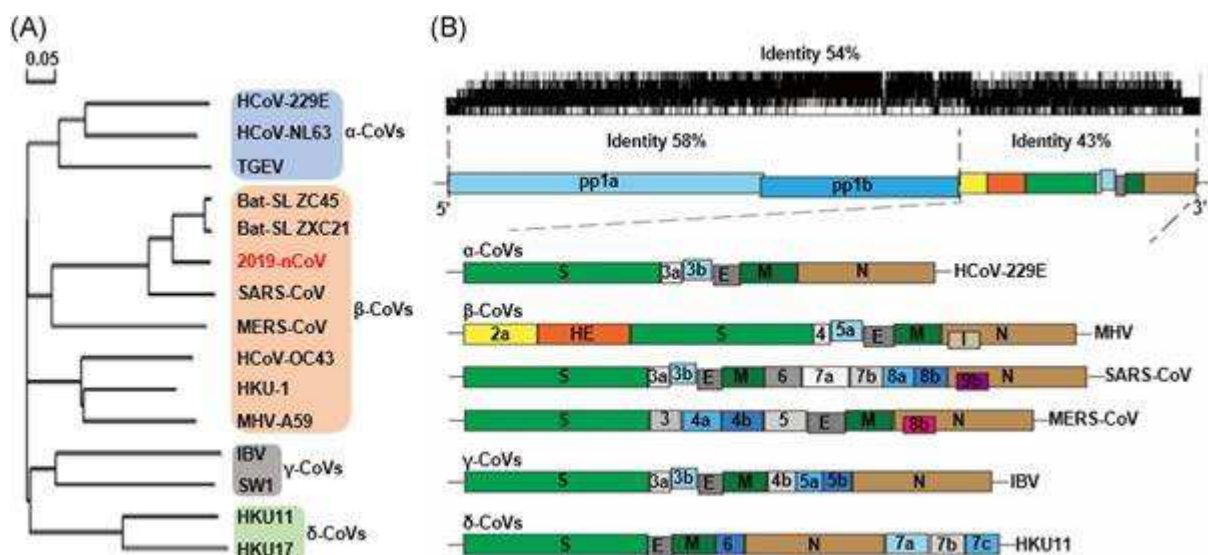 (A)
0.05
HCoV-229E
HCoV-NL63
α-CoVs
TGEV
Bat-SL ZC45
Bat-SL ZXC21
2019-nCoV
SARS-CoV
β-CoVs
MERS-CoV
HCoV-OC43
HKU-1
MHV-A59
IBV
γ-CoVs
SW1
HKU11
δ-CoVs
HKU17
(B)
Identity 54%
Identity 58% Identity 43%
pp1a pp1b
5' 3'
α-CoVs
S 3a 3b E M N HCoV-229E
β-CoVs
2a HE S 4 5a E M I N MHV
S 3a 3b E M 6 7a 7b 8a 8b 9b N SARS-CoV
S 3 4a 4b 5 E M 8b N MERS-CoV
γ-CoVs
S 3a 3b E M 4b 5a 5b N IBV
δ-CoVs
S E M 6 N 7a 7b 7c HKU11